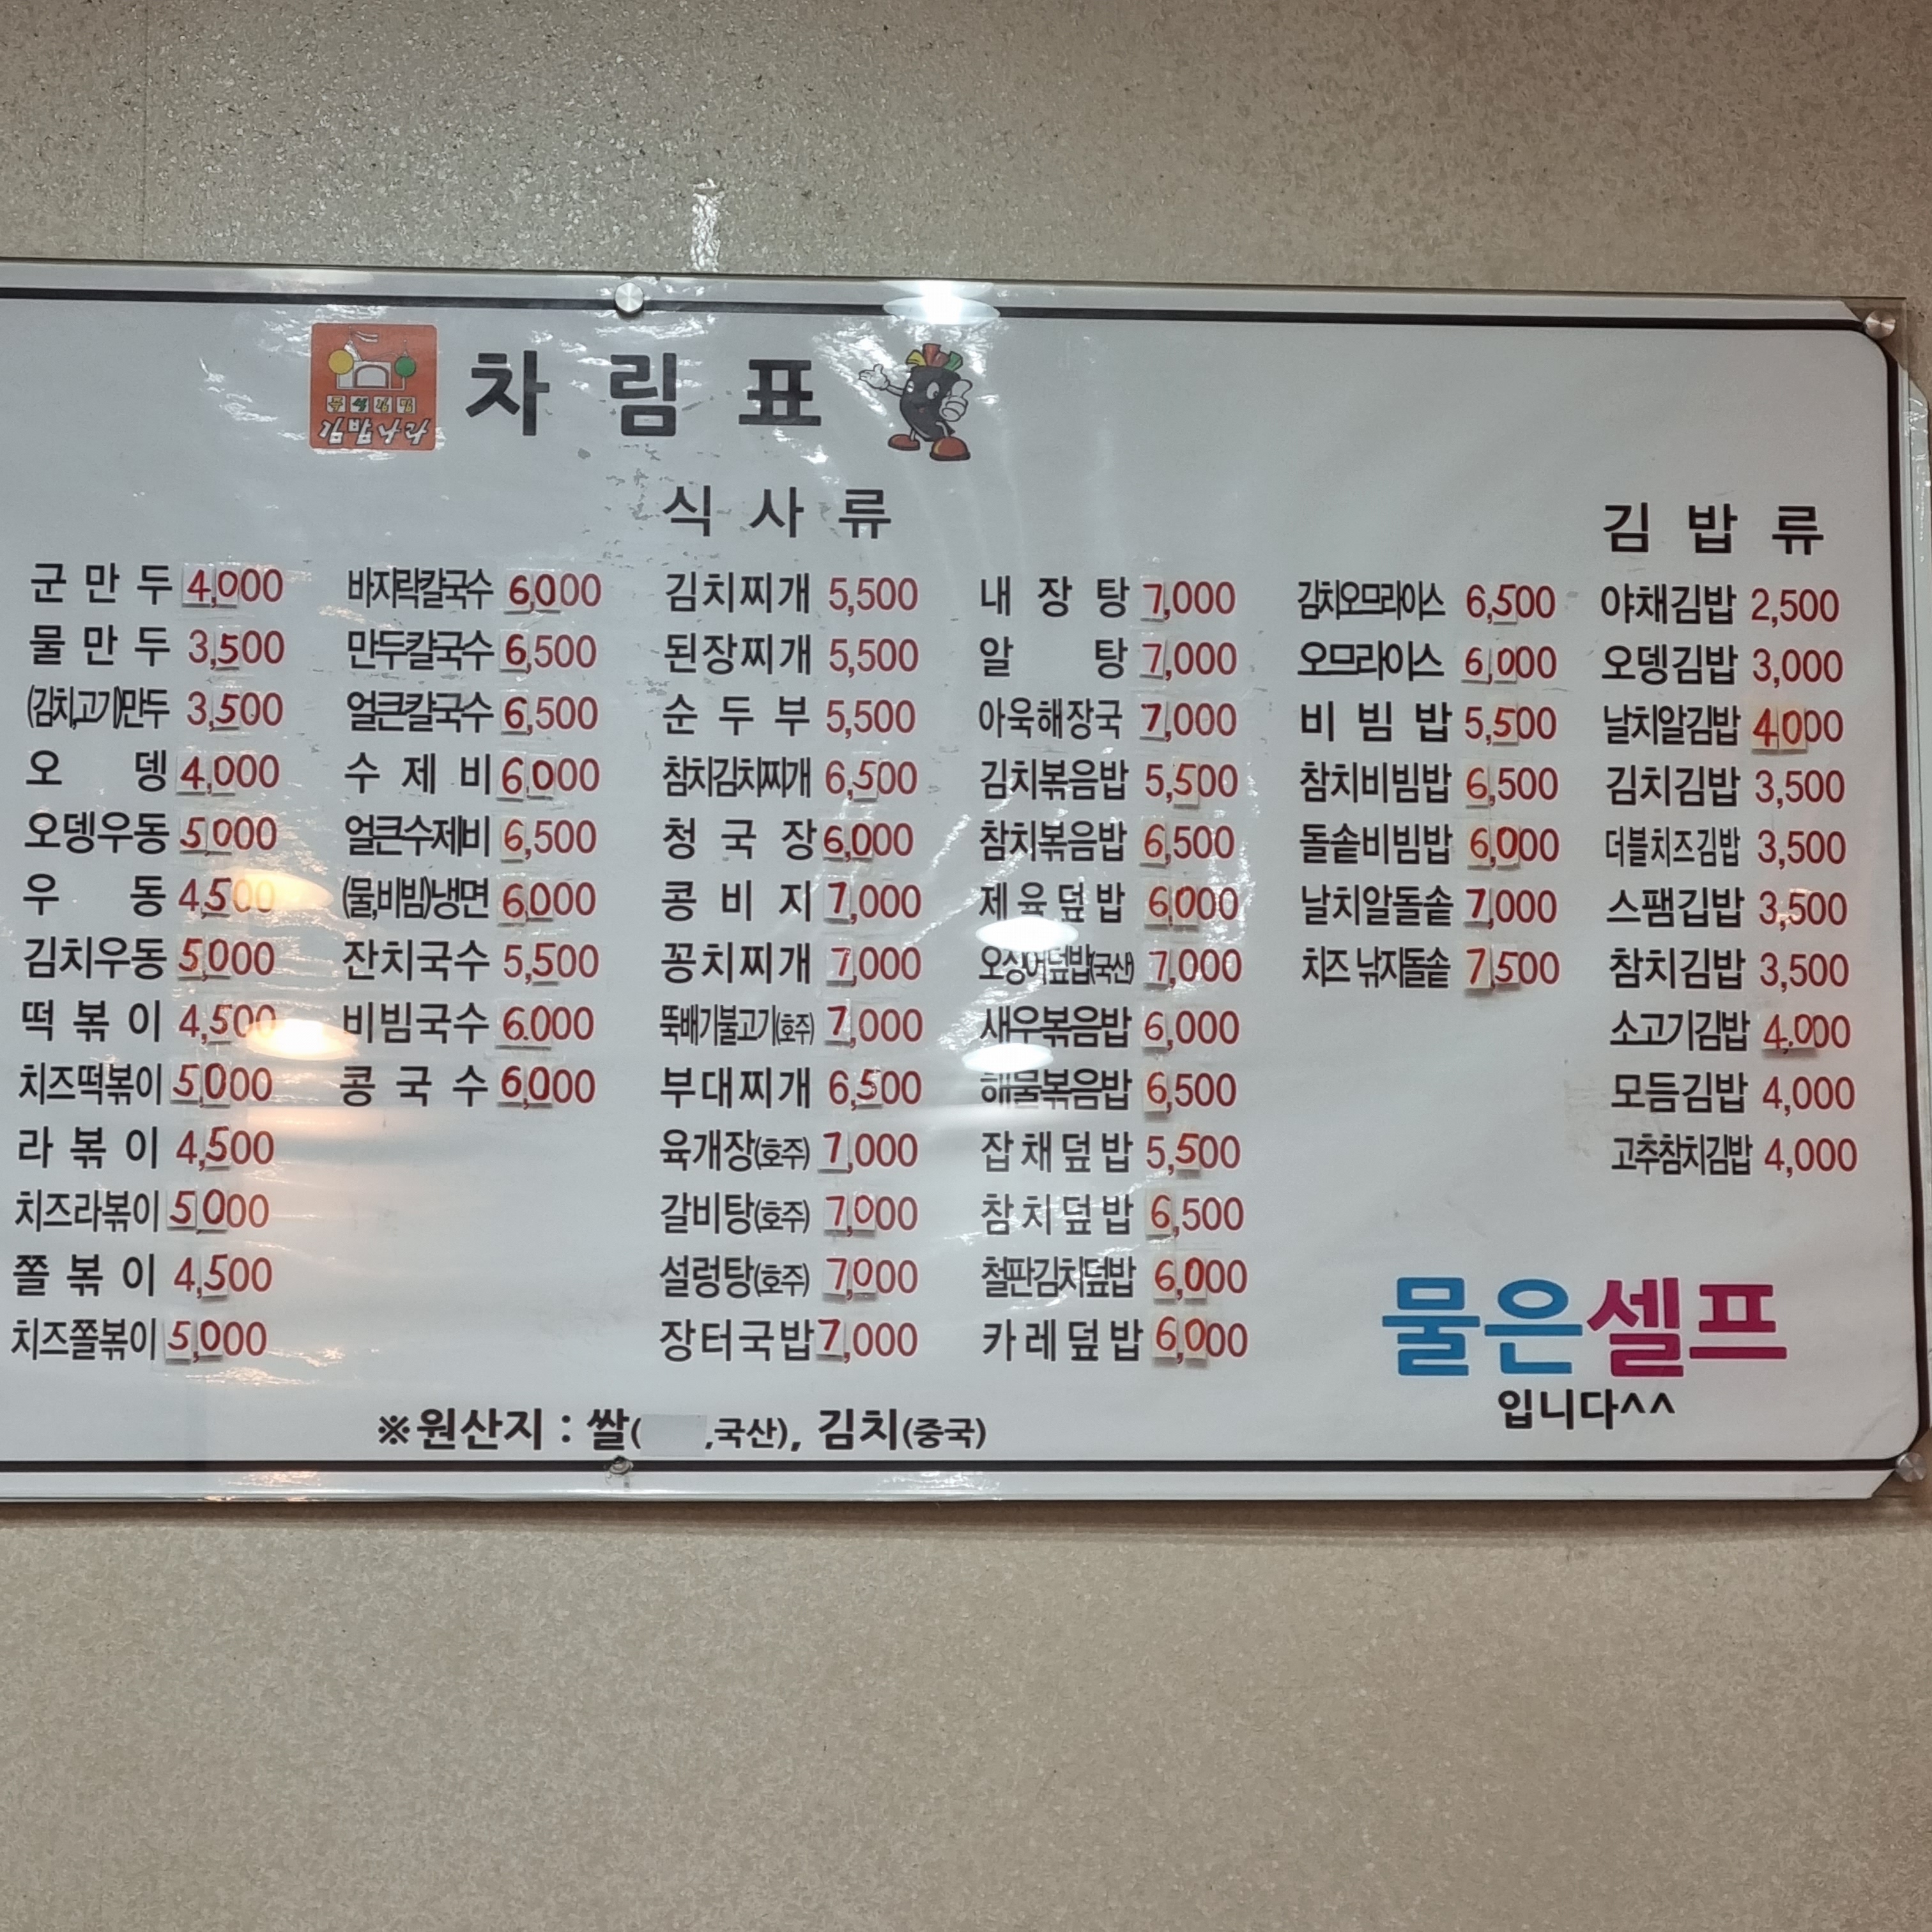 분식김밥
김밥나라
차 림 표
식 사 류
군 만 두 4,000
물 만 두 3,500
(김치,고기)만두 3,500
오 뎅 4,000
오뎅우동 5,000
우 동 4,500
김치우동 5,000
떡 볶 이 4,500
치즈떡볶이 5,000
라 볶 이 4,500
치즈라볶이 5,000
쫄 볶 이 4,500
치즈쫄볶이 5,000
바지락칼국수 6,000
만두칼국수 6,500
얼큰칼국수 6,500
수 제 비 6,000
얼큰수제비 6,500
(물,비빔)냉면 6,000
잔치국수 5,500
비빔국수 6.000
콩 국 수 6,000
김치찌개 5,500
된장찌개 5,500
순 두 부 5,500
참치김치찌개 6,500
청 국 장 6,000
콩 비 지 7,000
꽁치찌개 7,000
뚝배기불고기(호주) 7,000
부대찌개 6,500
육개장(호주) 7,000
갈비탕(호주) 7,000
설렁탕(호주) 7,000
장터국밥 7,000
내 장 탕 7,000
알 탕 7,000
아욱해장국 7,000
김치볶음밥 5,500
참치볶음밥 6,500
제 육 덮 밥 6,000
오징어덮밥(국산) 7,000
새우볶음밥 6,000
해물볶음밥 6,500
잡 채 덮 밥 5,500
참 치 덮 밥 6,500
철판김치덮밥 6,000
카 레 덮 밥 6,000
김치오므라이스 6,500
오므라이스 6,000
비 빔 밥 5,500
참치비빔밥 6,500
돌솥비빔밥 6,000
날치알돌솥 7,000
치즈 낚지돌솥 7,500
김 밥 류
야채김밥 2,500
오뎅김밥 3,000
날치알김밥 4,000
김치김밥 3,500
더블치즈김밥 3,500
스팸김밥 3,500
참치김밥 3,500
소고기김밥 4.000
모듬김밥 4,000
고추참치김밥 4,000
물은셀프
입니다^^
※원산지 : 쌀( ,국산), 김치(중국)